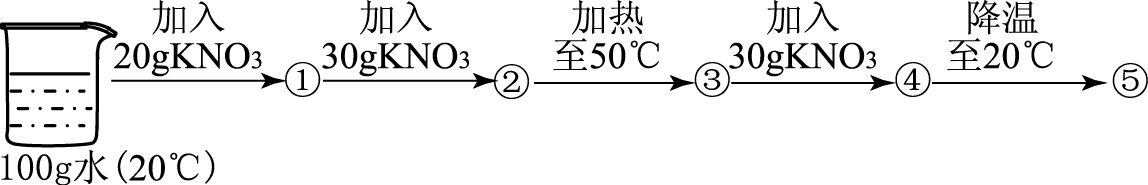 加入 加入 加热 加入 降温
20gKNO₃ 30gKNO₃ 至50℃ 30gKNO₃ 至20℃
① ② ③ ④ ⑤
100g水(20℃)